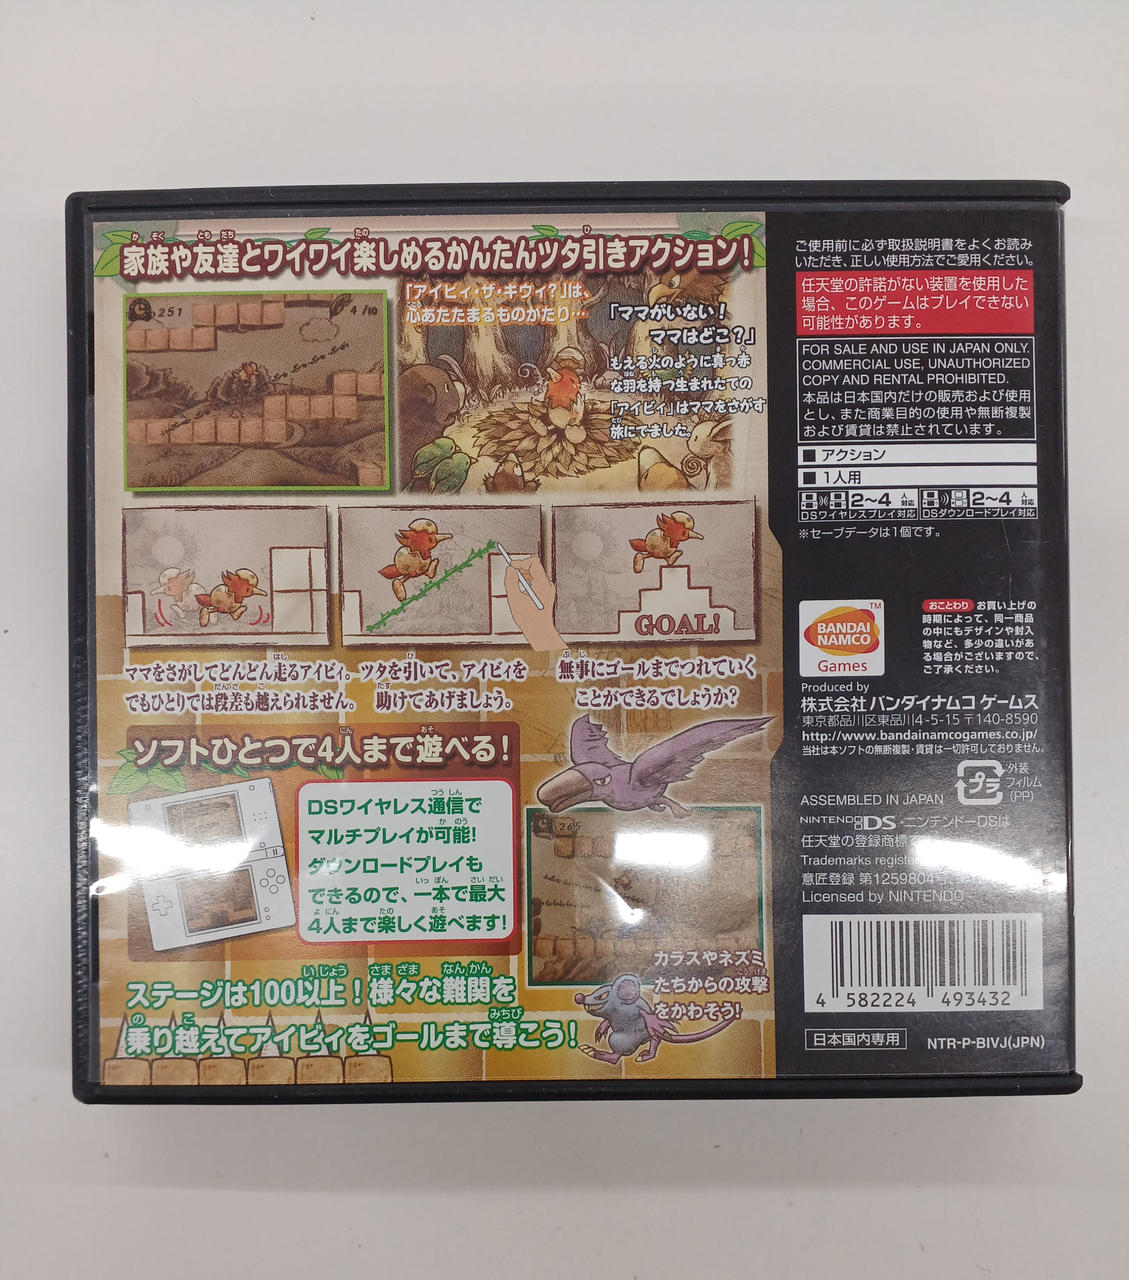 家族や友達とワイワイ楽しめるかんたんツタ引きアクション!
251
4/10
「アイビィ・ザ・キウィ?」は、
心あたたまるものがたり…
「ママがいない!
ママはどこ?」
もえる火のように真っ赤
な羽を持つ生まれたての
「アイビィ」はママをさがす
旅にでました。
GOAL!
ママをさがしてどんどん走るアイビィ。
でもひとりでは段差も越えられません。
ツタを引いて、アイビィを
助けてあげましょう。
無事にゴールまでつれていく
ことができるでしょうか?
ソフトひとつで4人まで遊べる!
DSワイヤレス通信で
マルチプレイが可能!
ダウンロードプレイも
できるので、一本で最大
4人まで楽しく遊べます!
265
カラスやネズミ
たちからの攻撃
をかわそう!
ステージは100以上!様々な難関を
乗り越えてアイビィをゴールまで導こう!
ご使用前に必ず取扱説明書をよくお読み
いただき、正しい使用方法でご愛用ください。
任天堂の許諾がない装置を使用した
場合、このゲームはプレイできない
可能性があります。
FOR SALE AND USE IN JAPAN ONLY.
COMMERCIAL USE, UNAUTHORIZED
COPY AND RENTAL PROHIBITED.
本品は日本国内だけの販売および使用
とし、また商業目的の使用や無断複製
および賃貸は禁止されています。
■ アクション
■ 1人用
2~4人対応
DSワイヤレスプレイ対応
2~4人対応
DSダウンロードプレイ対応
※セーブデータは1個です。
BANDAI
NAMCO
Games
TM
おことわり お買い上げの
時期によって、同一商品
の中にもデザインや封入
物など、多少の違いがあ
る場合がございますので、
ご了承ください。
Produced by
株式会社 バンダイナムコ ゲームス
東京都品川区東品川4-5-15 〒140-8590
http://www.bandainamcogames.co.jp/
当社は本ソフトの無断複製・賃貸は一切許可しておりません。
ASSEMBLED IN JAPAN
プラ
外装
フィルム
(PP)
NINTENDO DS・ニンテンドーDSは
任天堂の登録商標で
Trademarks register
意匠登録 第1259804号
Licensed by NINTENDO
4 582224 493432
日本国内専用
NTR-P-BIVJ(JPN)